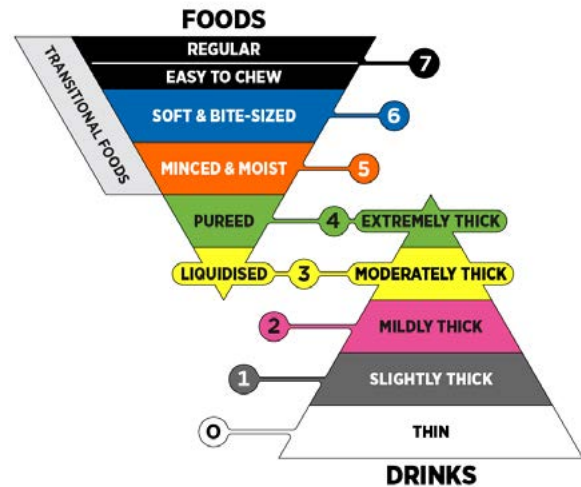 FOODS
REGULAR
7
EASY TO CHEW
TRANSITIONAL FOODS
SOFT & BITE-SIZED
6
MINCED & MOIST
5
PUREED
4
EXTREMELY THICK
LIQUIDISED
3
MODERATELY THICK
2
MILDLY THICK
1
SLIGHTLY THICK
0
THIN
DRINKS